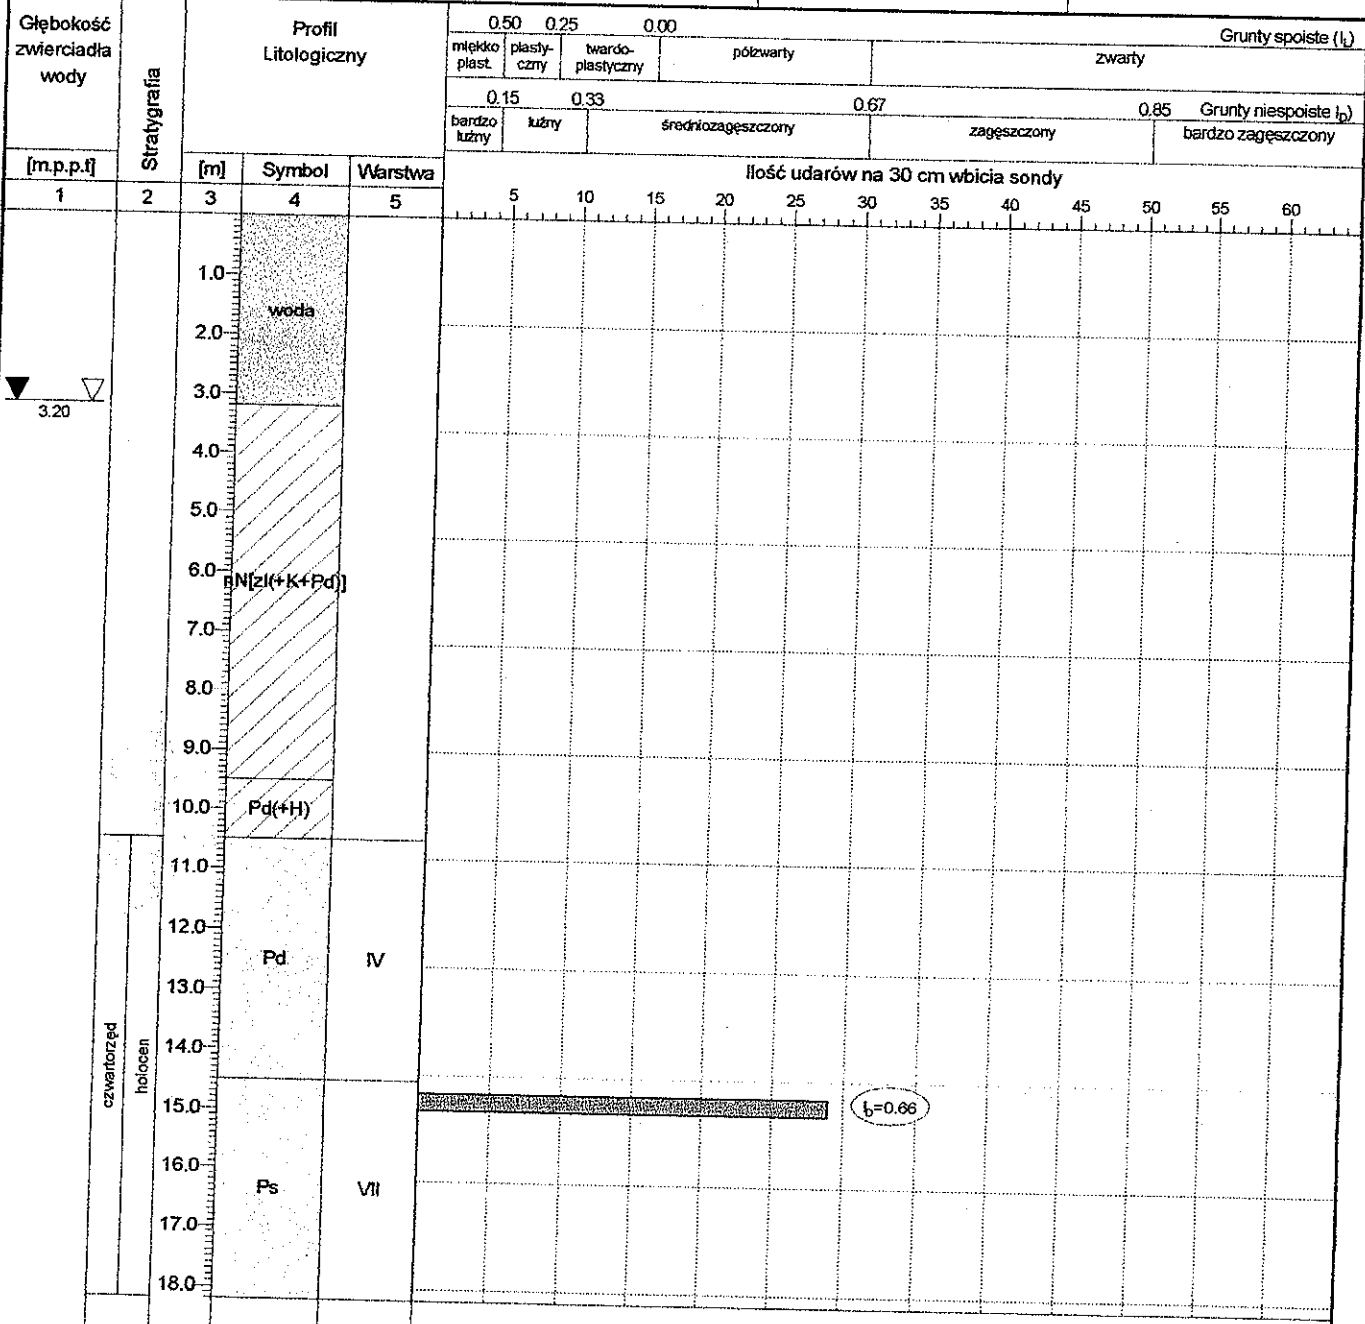 Głębokość
zwierciadła
wody
[m.p.p.t]
1
Stratygrafia
2
Profil
Litologiczny
[m]
Symbol
Warstwa
3
4
5
0.50 0.25 0.00
Grunty spoiste (IL)
miękko
plast.
plasty-
czny
twardo-
plastyczny
półzwarty
zwarty
0.15 0.33 0.67 0.85 Grunty niespoiste ID)
bardzo
luźny
luźny
średniozagęszczony
zagęszczony
bardzo zagęszczony
Ilość udarów na 30 cm wbicia sondy
5 10 15 20 25 30 35 40 45 50 55 60
1.0
woda
2.0
3.0
3.20
4.0
5.0
6.0
nN[zl(+K+Pd)]
7.0
8.0
9.0
10.0
Pd(+H)
11.0
12.0
Pd
IV
13.0
14.0
czwartorzęd
holocen
15.0
ID=0.66
16.0
Ps
VII
17.0
18.0